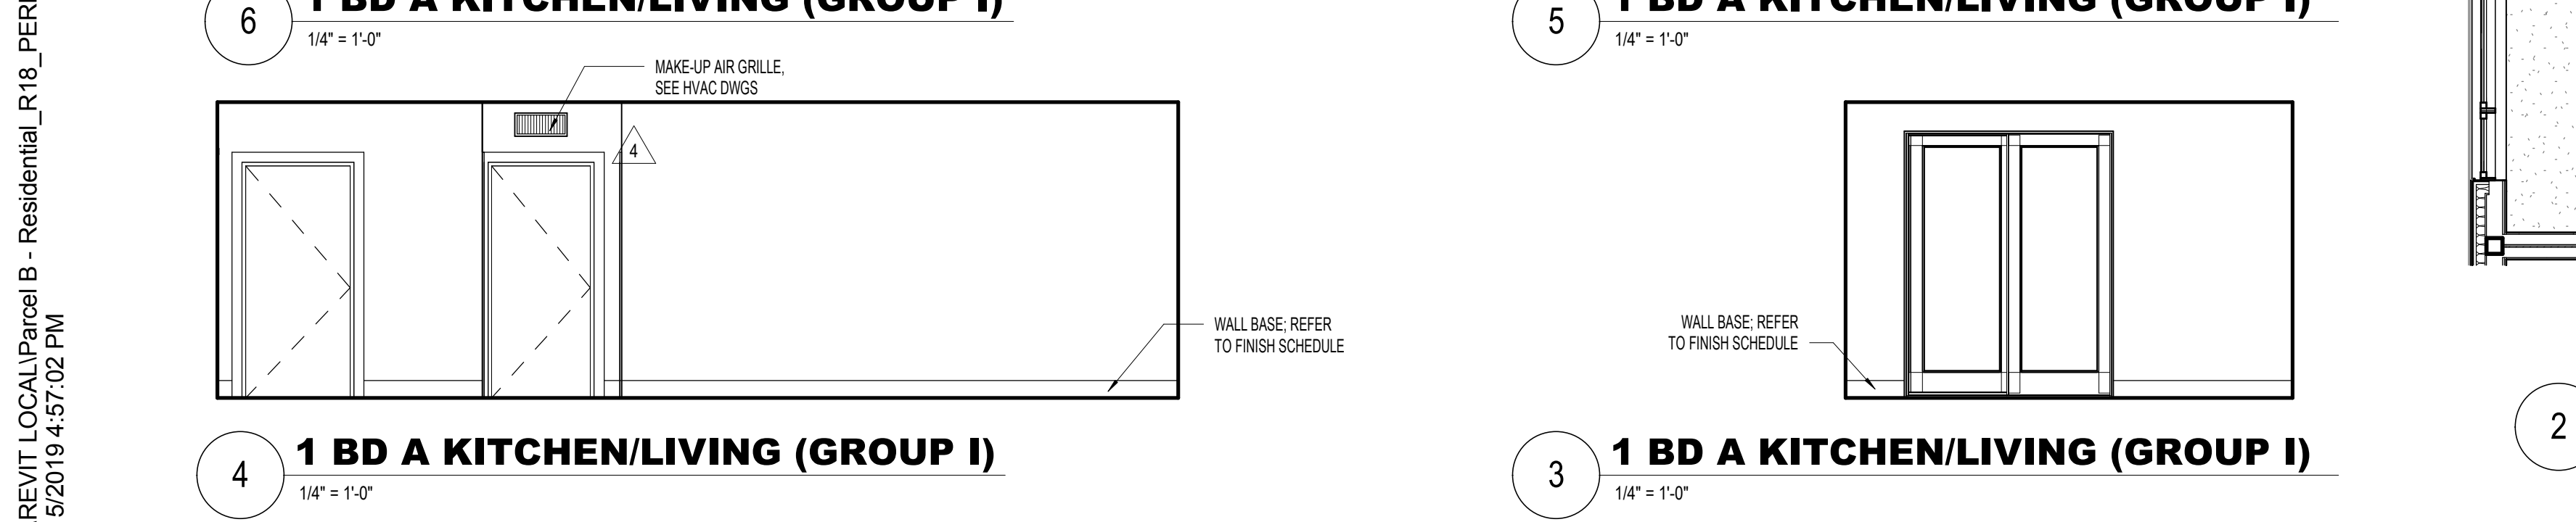 6
1 BD A KITCHEN/LIVING (GROUP I)
1/4" = 1'-0"
5
1 BD A KITCHEN/LIVING (GROUP I)
1/4" = 1'-0"
MAKE-UP AIR GRILLE,
SEE HVAC DWGS
4
WALL BASE; REFER
TO FINISH SCHEDULE
WALL BASE; REFER
TO FINISH SCHEDULE
4
1 BD A KITCHEN/LIVING (GROUP I)
1/4" = 1'-0"
3
1 BD A KITCHEN/LIVING (GROUP I)
1/4" = 1'-0"
2
REVIT LOCAL\Parcel B - Residential_R18_PER
5/2019 4:57:02 PM